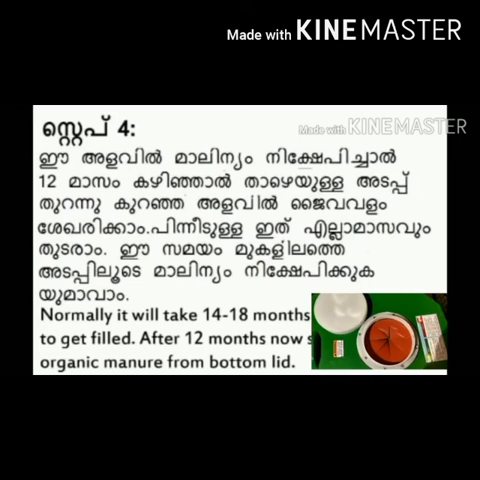 Made with KINEMASTER
Made with KINEMASTER
സ്റ്റെപ് 4:
ഈ അളവിൽ മാലിന്യം നിക്ഷേപിച്ചാൽ
12 മാസം കഴിഞ്ഞാൽ താഴെയുള്ള അടപ്പ്
തുറന്നു കുറഞ്ഞ അളവിൽ ജൈവവളം
ശേഖരിക്കാം.പിന്നീടുള്ള ഇത് എല്ലാമാസവും
തുടരാം. ഈ സമയം മുകളിലത്തെ
അടപ്പിലൂടെ മാലിന്യം നിക്ഷേപിക്കുക
യുമാവാം.
Normally it will take 14-18 months
to get filled. After 12 months now
organic manure from bottom lid.